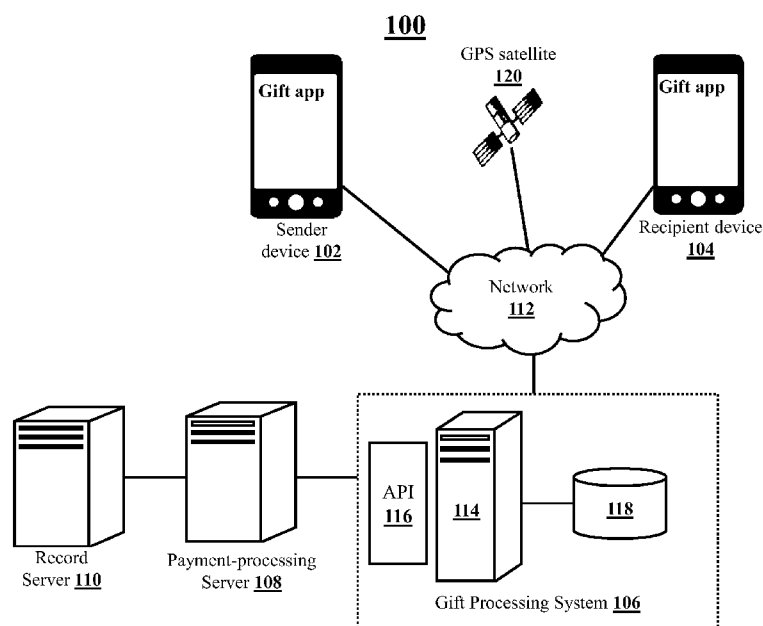 100
GPS satellite
120
Gift app
Gift app
Sender
device 102
Recipient device
104
Network
112
API
116
114
118
Record
Server 110
Payment-processing
Server 108
Gift Processing System 106